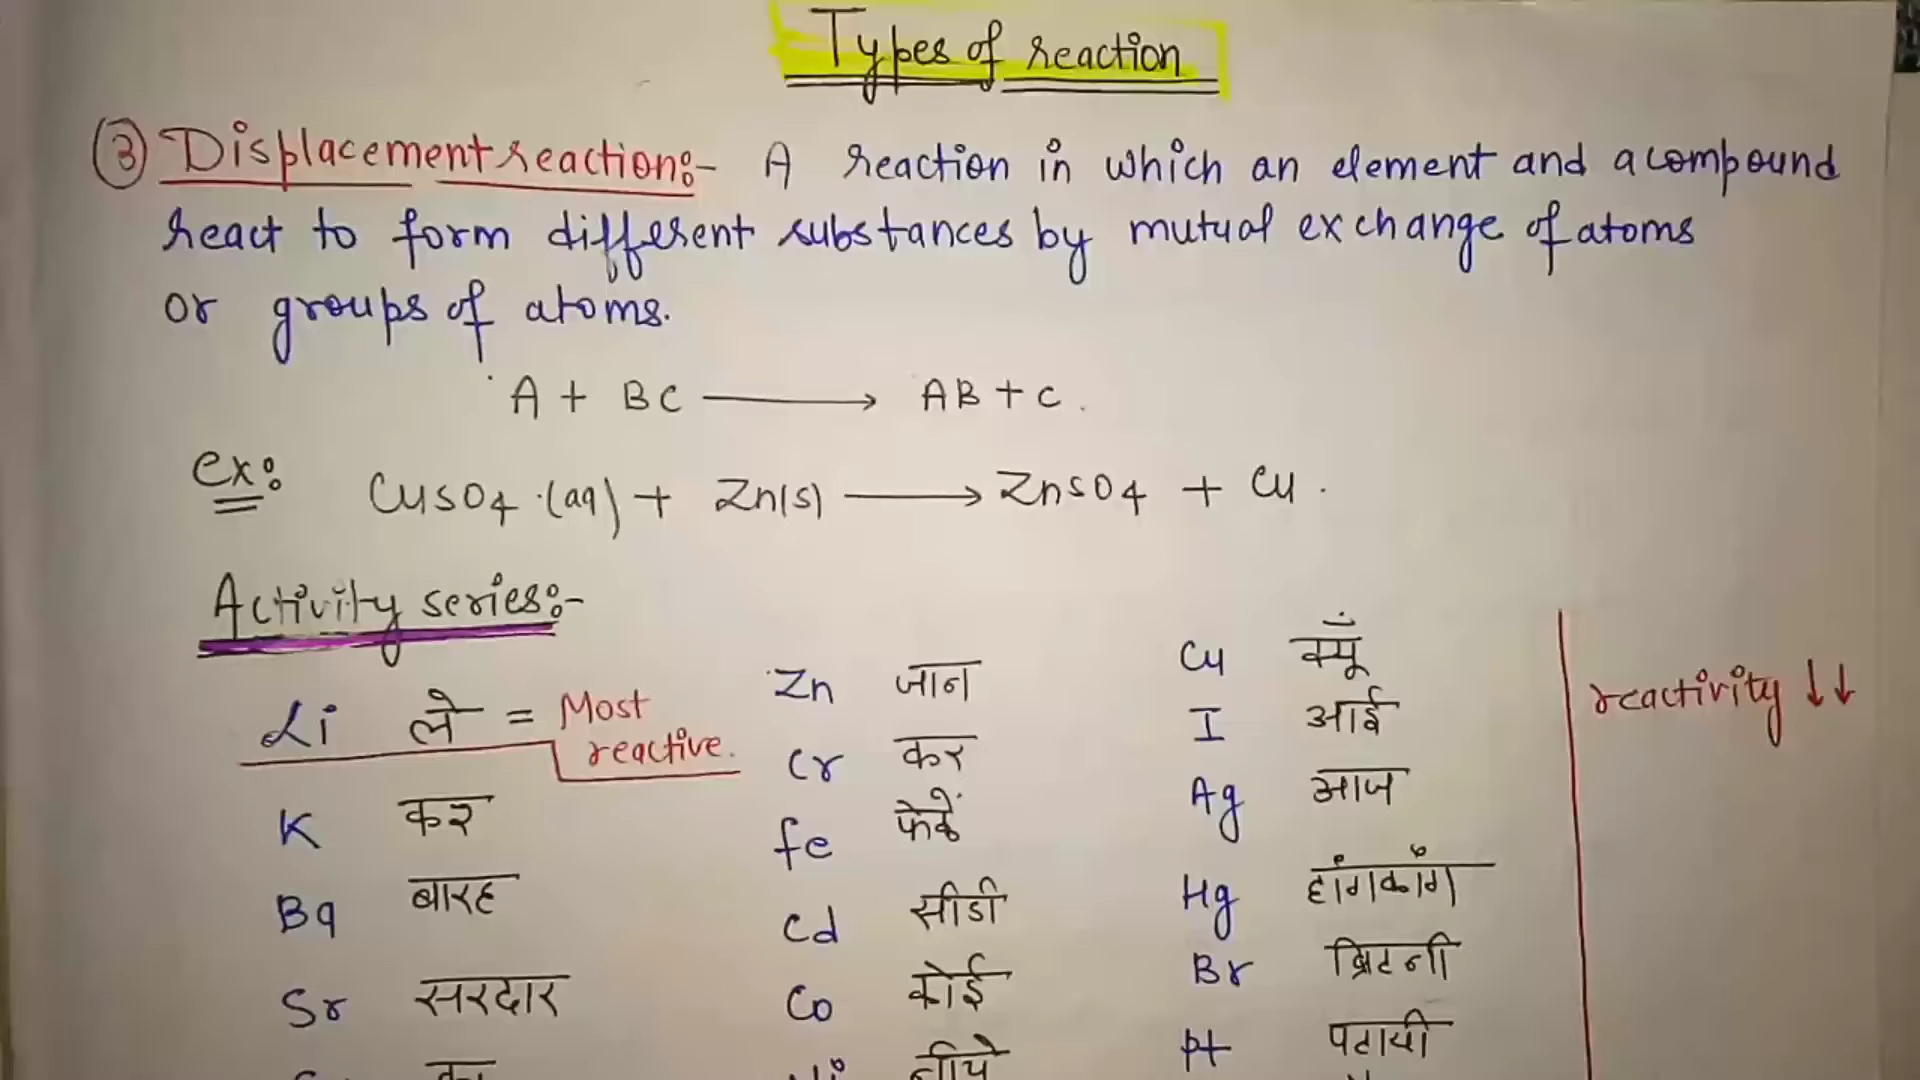 Types of reaction
③ Displacement reaction:- A reaction in which an element and a compound
react to form different substances by mutual exchange of atoms
or groups of atoms.
A + BC ⟶ AB + C.
ex: CuSO4 (aq) + Zn(s) ⟶ ZnSO4 + Cu.
Activity series:-
Li ले = Most reactive.
K कर
Ba बारह
Sr सरदार
Zn जान
Cr कर
Fe फेकें
Cd सीडी
Co कोई
Cu क्यूँ
I आई
Ag आज
Hg हांगकांग
Br ब्रिटनी
Pt पटायी
reactivity ↓↓